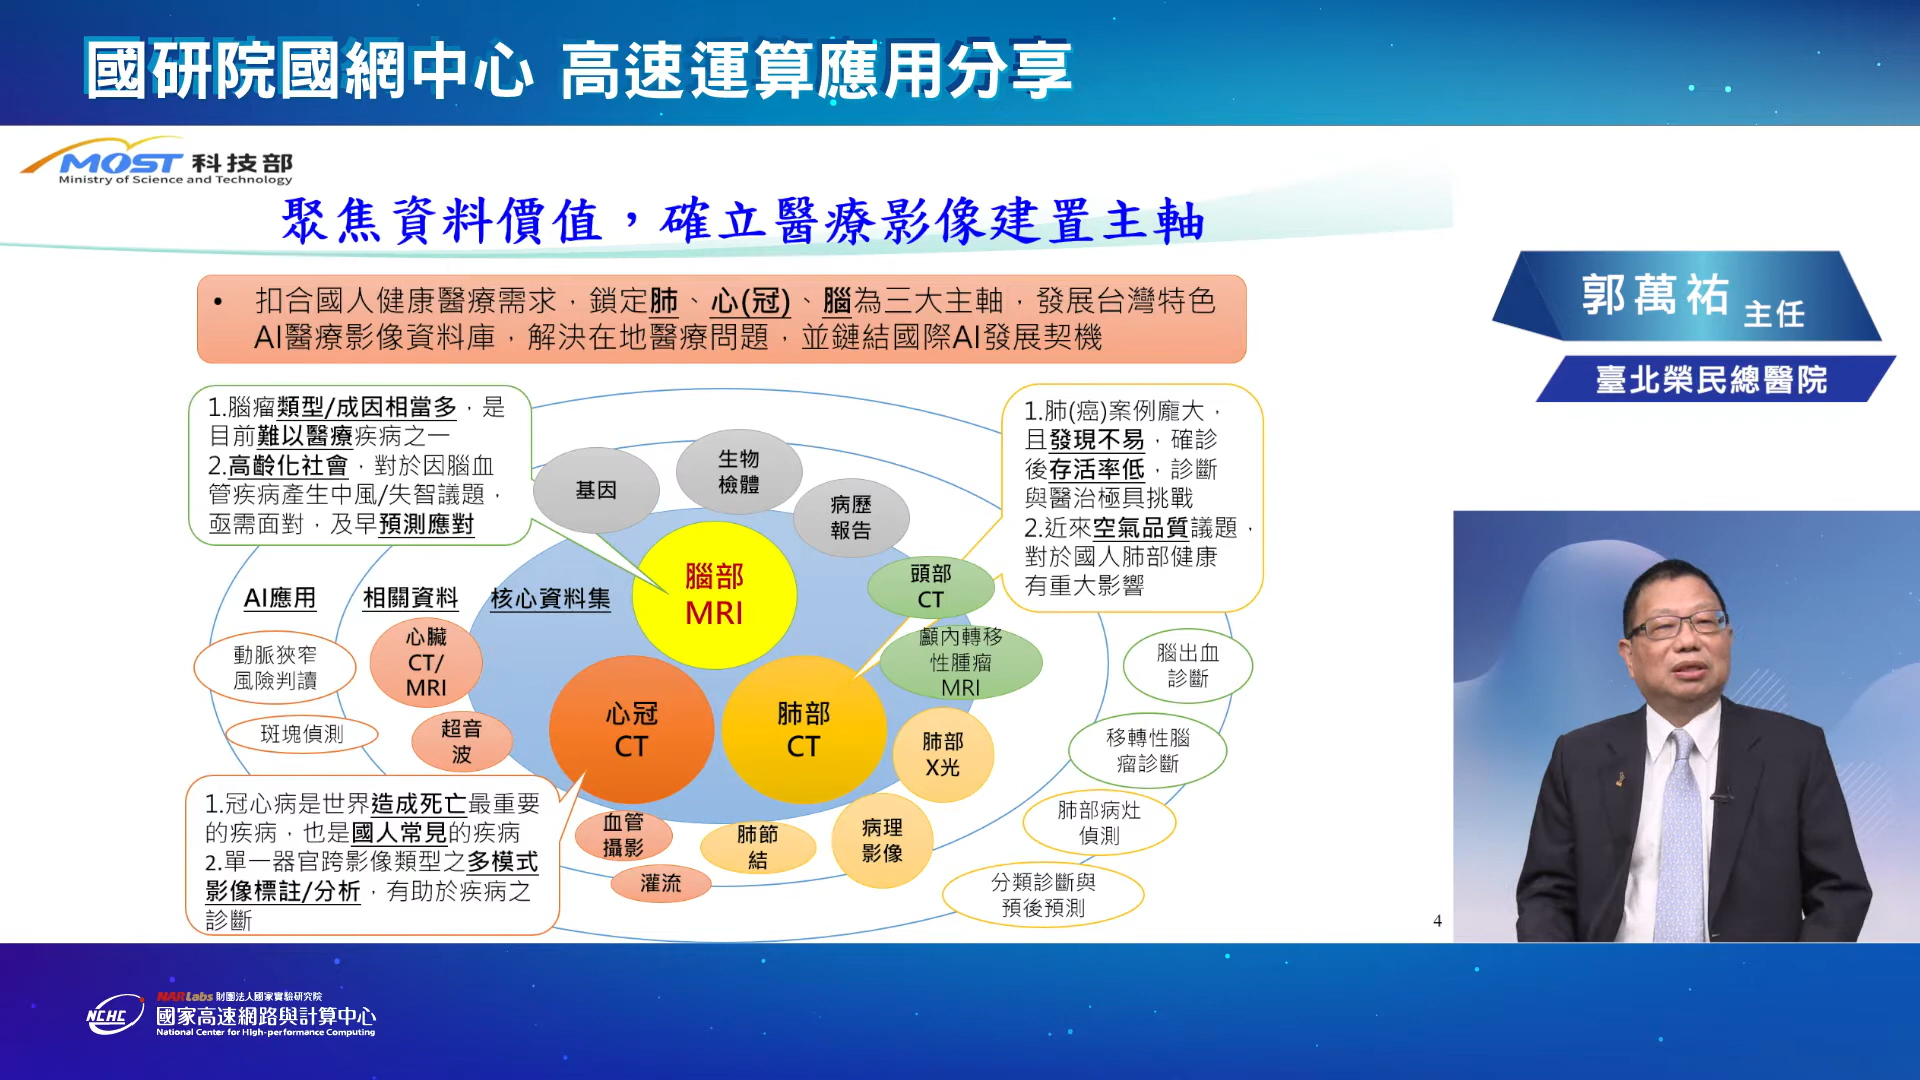 國研院國網中心 高速運算應用分享
MOST 科技部
Ministry of Science and Technology
聚焦資料價值，確立醫療影像建置主軸
• 扣合國人健康醫療需求，鎖定肺、心(冠)、腦為三大主軸，發展台灣特色
AI醫療影像資料庫，解決在地醫療問題，並鏈結國際AI發展契機
郭萬祐 主任
臺北榮民總醫院
1.腦瘤類型/成因相當多，是
目前難以醫療疾病之一
2.高齡化社會，對於因腦血
管疾病產生中風/失智議題，
亟需面對，及早預測應對
1.肺(癌)案例龐大，
且發現不易，確診
後存活率低，診斷
與醫治極具挑戰
2.近來空氣品質議題，
對於國人肺部健康
有重大影響
基因
生物
檢體
病歷
報告
頭部
CT
顱內轉移
性腫瘤
MRI
AI應用
相關資料
核心資料集
腦部
MRI
心冠
CT
肺部
CT
心臟
CT/
MRI
超音
波
動脈狹窄
風險判讀
斑塊偵測
肺部
X光
腦出血
診斷
移轉性腦
瘤診斷
肺部病灶
偵測
分類診斷與
預後預測
血管
攝影
灌流
肺節
結
病理
影像
1.冠心病是世界造成死亡最重要
的疾病，也是國人常見的疾病
2.單一器官跨影像類型之多模式
影像標註/分析，有助於疾病之
診斷
4
NCHC
NARLabs 財團法人國家實驗研究院
國家高速網路與計算中心
National Center for High-performance Computing